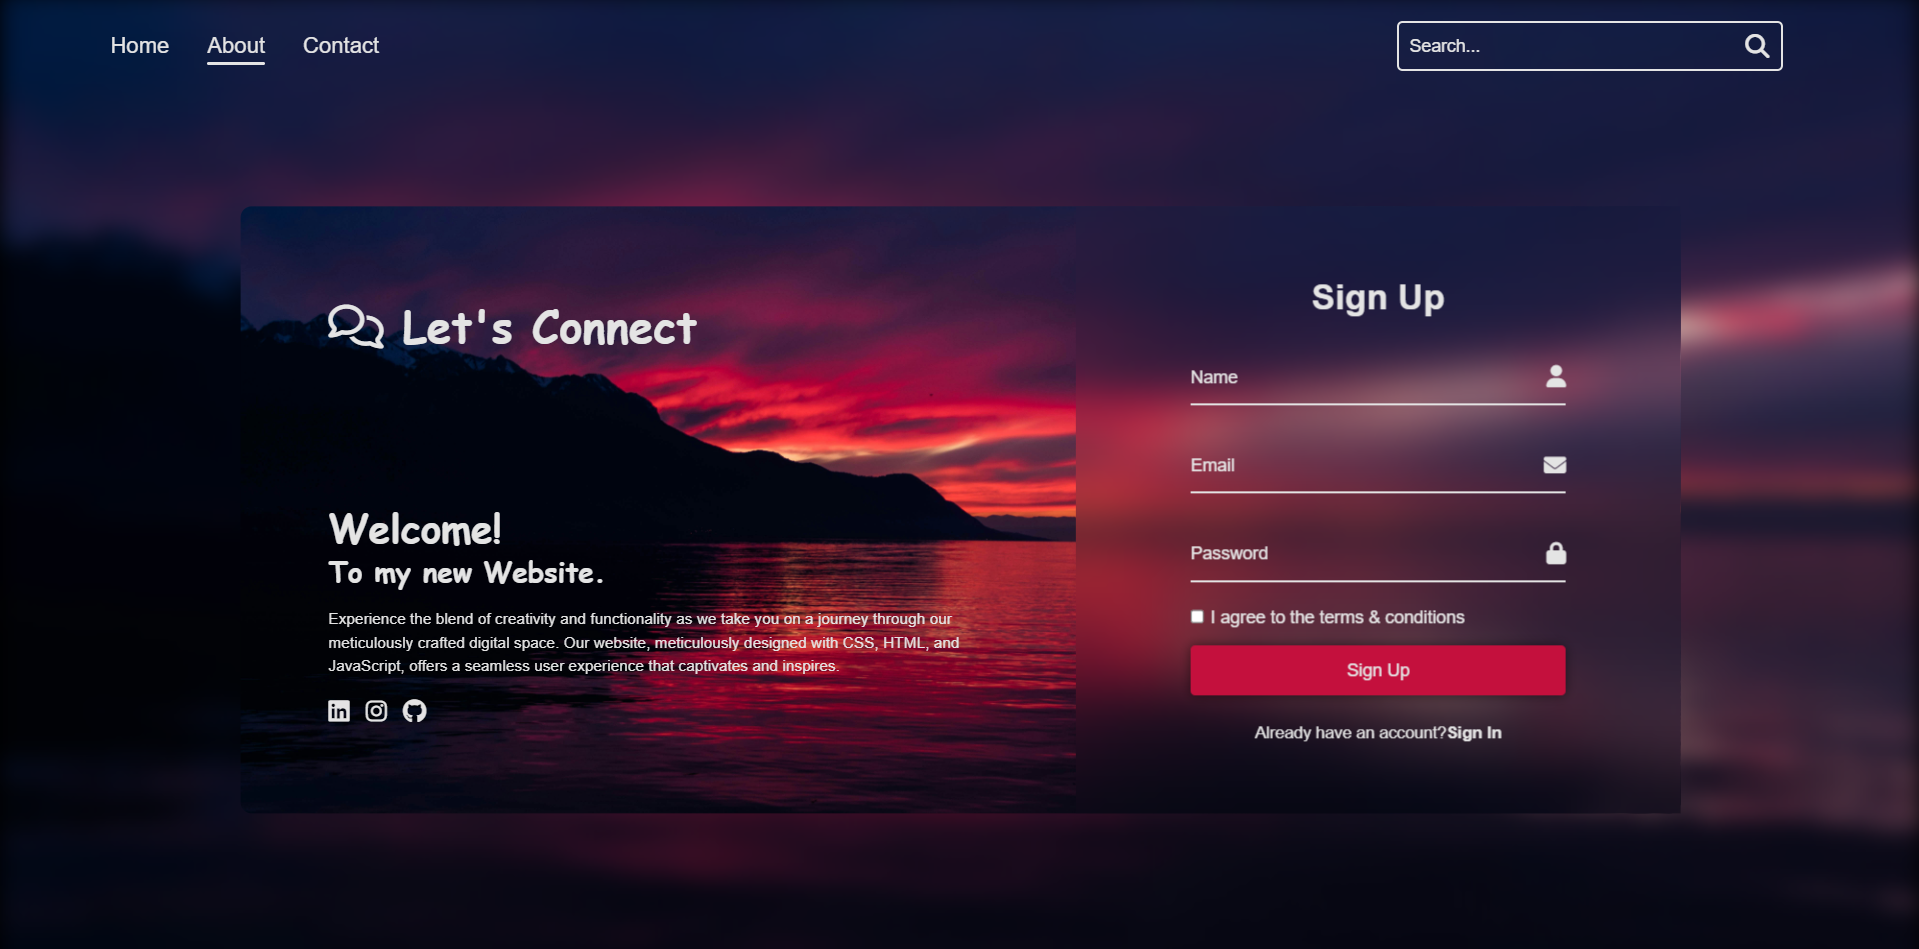 Home
About
Contact
Search...
Let's Connect
Welcome!
To my new Website.
Experience the blend of creativity and functionality as we take you on a journey through our
meticulously crafted digital space. Our website, meticulously designed with CSS, HTML, and
JavaScript, offers a seamless user experience that captivates and inspires.
in
Sign Up
Name
Email
Password
I agree to the terms & conditions
Sign Up
Already have an account?Sign In